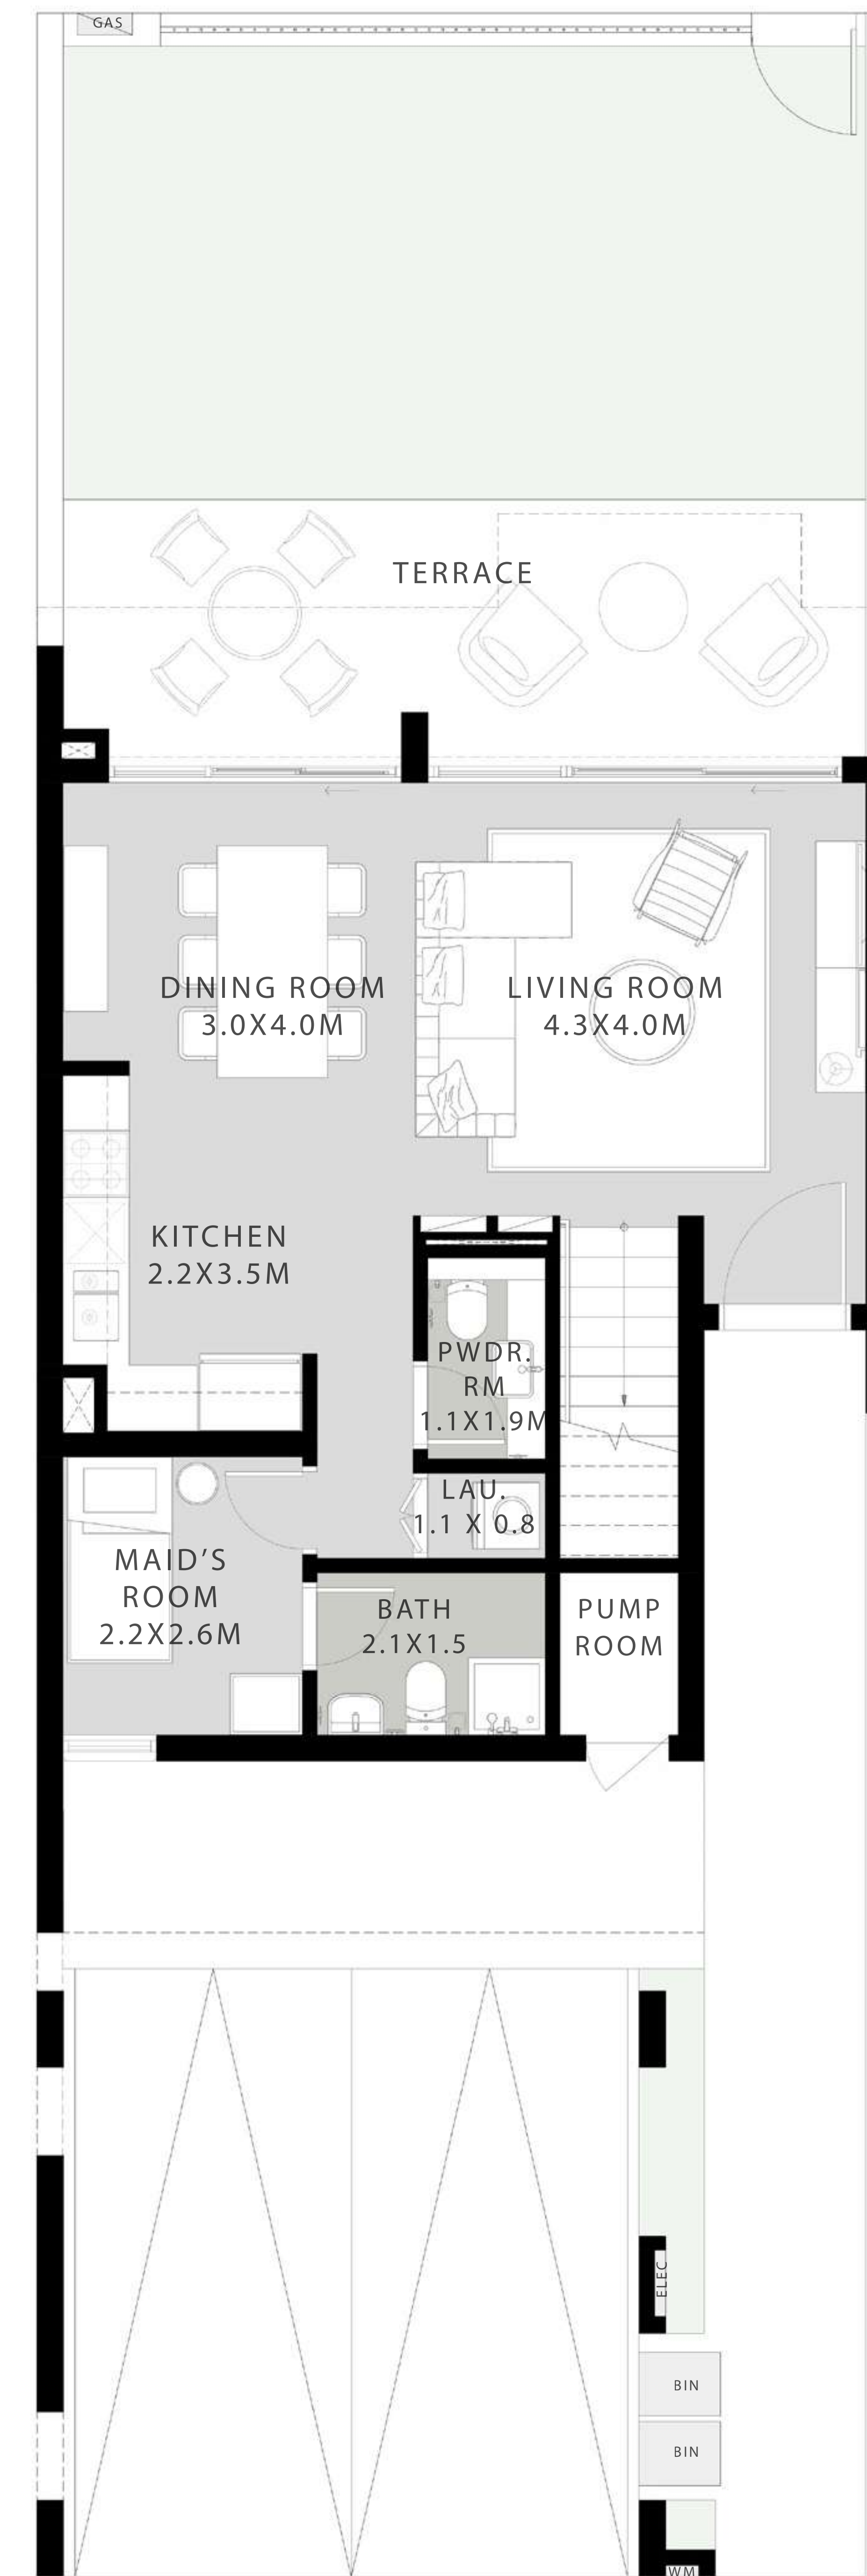 GAS
TERRACE
DINING ROOM
3.0X4.0M
LIVING ROOM
4.3X4.0M
KITCHEN
2.2X3.5M
PWDR.
RM
1.1X1.9M
LAU.
1.1 X 0.8
MAID'S
ROOM
2.2X2.6M
BATH
2.1X1.5
PUMP
ROOM
ELEC
BIN
BIN
WM